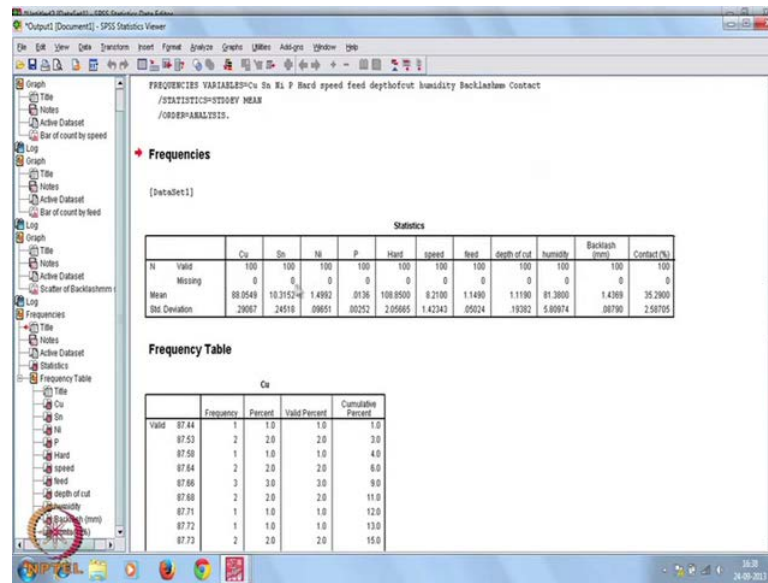 *Output1 [Document1] - SPSS Statistics Viewer
File Edit View Data Transform Insert Format Analyze Graphs Utilities Add-ons Window Help
Graph
Title
Notes
Active Dataset
Bar of count by speed
Log
Graph
Title
Notes
Active Dataset
Bar of count by feed
Log
Graph
Title
Notes
Active Dataset
Scatter of Backlashmm
Log
Frequencies
Title
Notes
Active Dataset
Statistics
Frequency Table
Title
Cu
Sn
Ni
P
Hard
speed
feed
depth of cut
humidity
Backlash (mm)
FREQUENCIES VARIABLES=Cu Sn Ni P Hard speed feed depthofcut humidity Backlashmm Contact
/STATISTICS=STDDEV MEAN
/ORDER=ANALYSIS.
Frequencies
[DataSet1]
Statistics
Cu Sn Ni P Hard speed feed depth of cut humidity Backlash (mm) Contact (%)
N Valid 100 100 100 100 100 100 100 100 100 100 100
Missing 0 0 0 0 0 0 0 0 0 0 0
Mean 88.0549 10.3152 1.4992 .0136 108.8500 8.2100 1.1490 1.1190 81.3800 1.4369 35.2900
Std. Deviation .29067 .24518 .09651 .00252 2.05665 1.42343 .05024 .19382 5.80974 .08790 2.58705
Frequency Table
Cu
Frequency Percent Valid Percent Cumulative Percent
Valid 87.44 1 1.0 1.0 1.0
87.53 2 2.0 2.0 3.0
87.58 1 1.0 1.0 4.0
87.64 2 2.0 2.0 6.0
87.66 3 3.0 3.0 9.0
87.68 2 2.0 2.0 11.0
87.71 1 1.0 1.0 12.0
87.72 1 1.0 1.0 13.0
87.73 2 2.0 2.0 15.0
NPTEL
16:38
24-09-2013